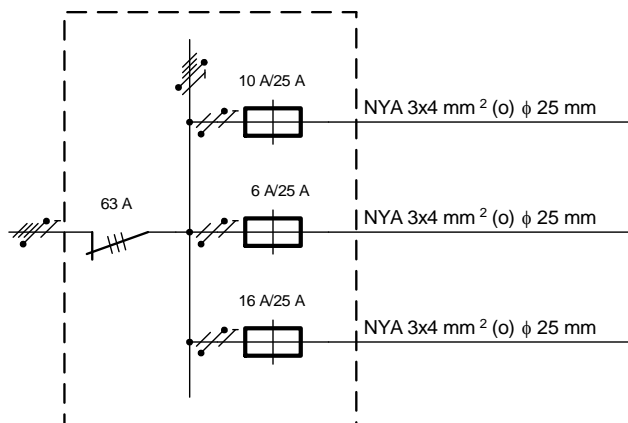 10 A/25 A
NYA 3x4 mm ² (o) ϕ 25 mm
63 A
6 A/25 A
NYA 3x4 mm ² (o) ϕ 25 mm
16 A/25 A
NYA 3x4 mm ² (o) ϕ 25 mm